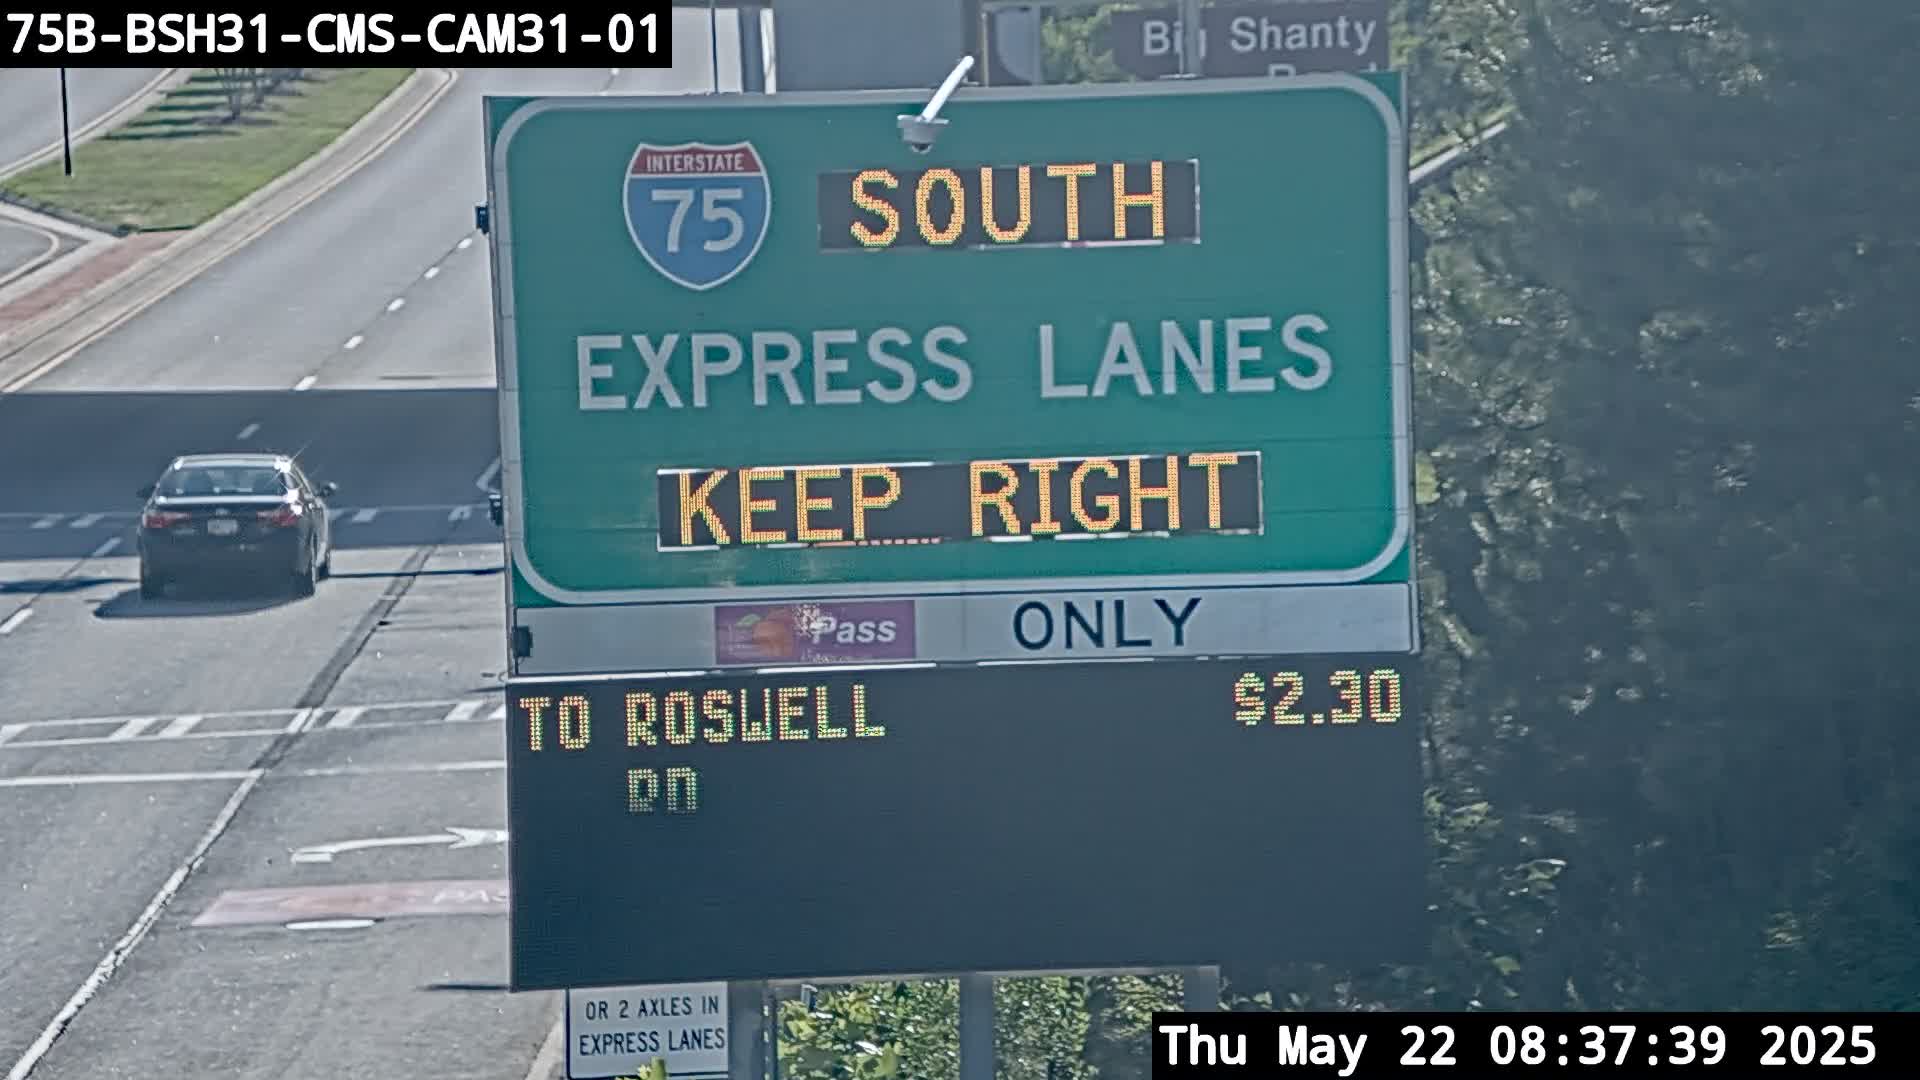 75B-BSH31-CMS-CAM31-01
Big Shanty
INTERSTATE
75
SOUTH
EXPRESS LANES
KEEP RIGHT
Pass ONLY
TO ROSWELL $2.30
OR 2 AXLES IN
EXPRESS LANES
Thu May 22 08:37:39 2025